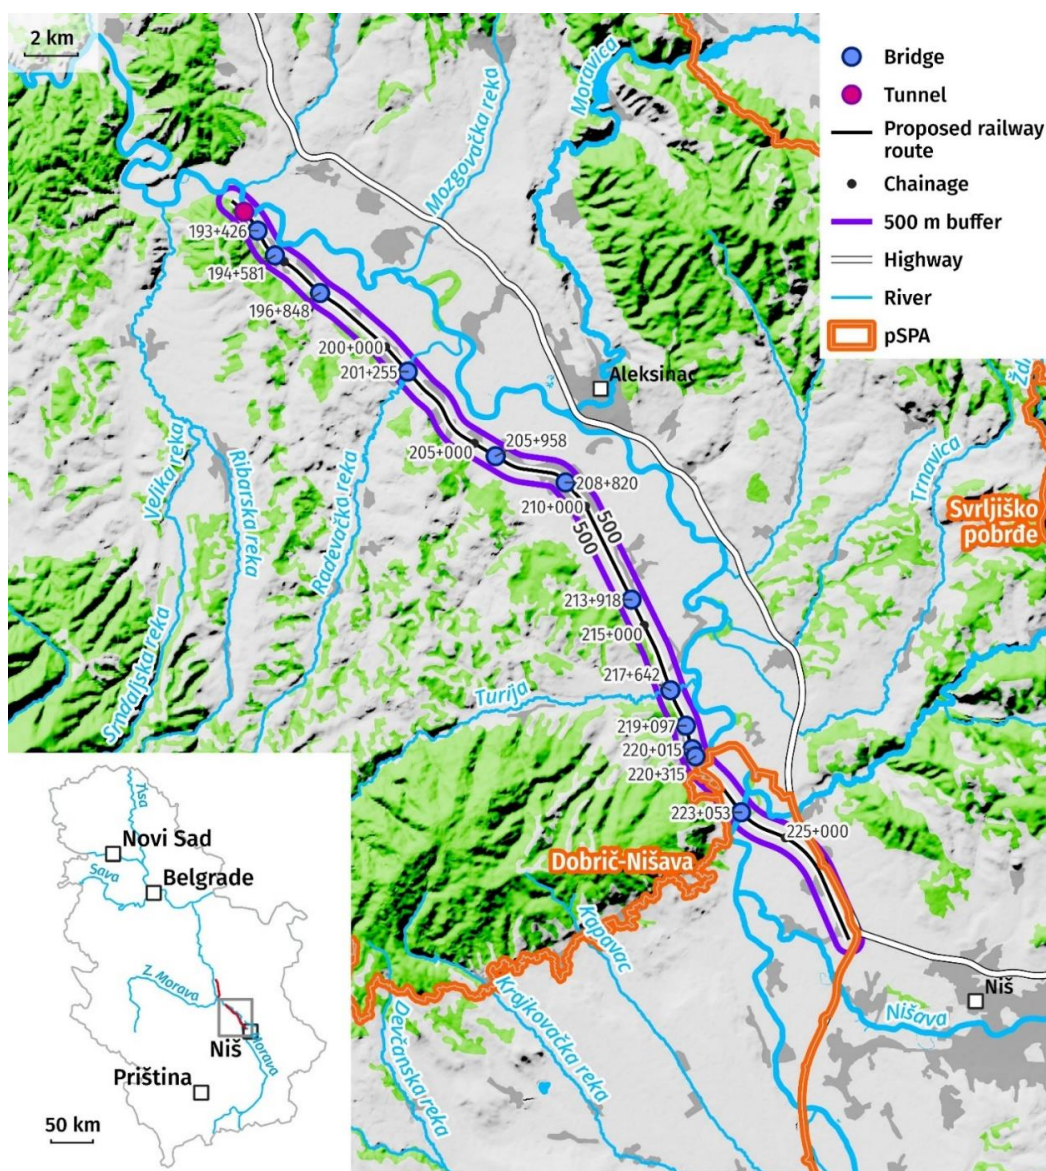 2 km
Bridge
Tunnel
Proposed railway
route
Chainage
500 m buffer
Highway
River
pSPA
Moravica
Mozgovačka reka
193+426
194+581
196+848
200+000
201+255
Aleksinac
205+958
205+000
208+820
210+000
500
500
Velika reka
Ribarska reka
Radevačka reka
Srndaljska reka
Trnavica
Svrljiško
pobrđe
213+918
215+000
217+642
Turija
219+097
220+015
220+315
223+053
225+000
Dobrič-Nišava
Kapavac
Krajkovačka reka
Devčanska reka
Niš
Nišava
Tisa
Novi Sad
Sava
Belgrade
Z. Morava
Morava
Niš
Priština
50 km